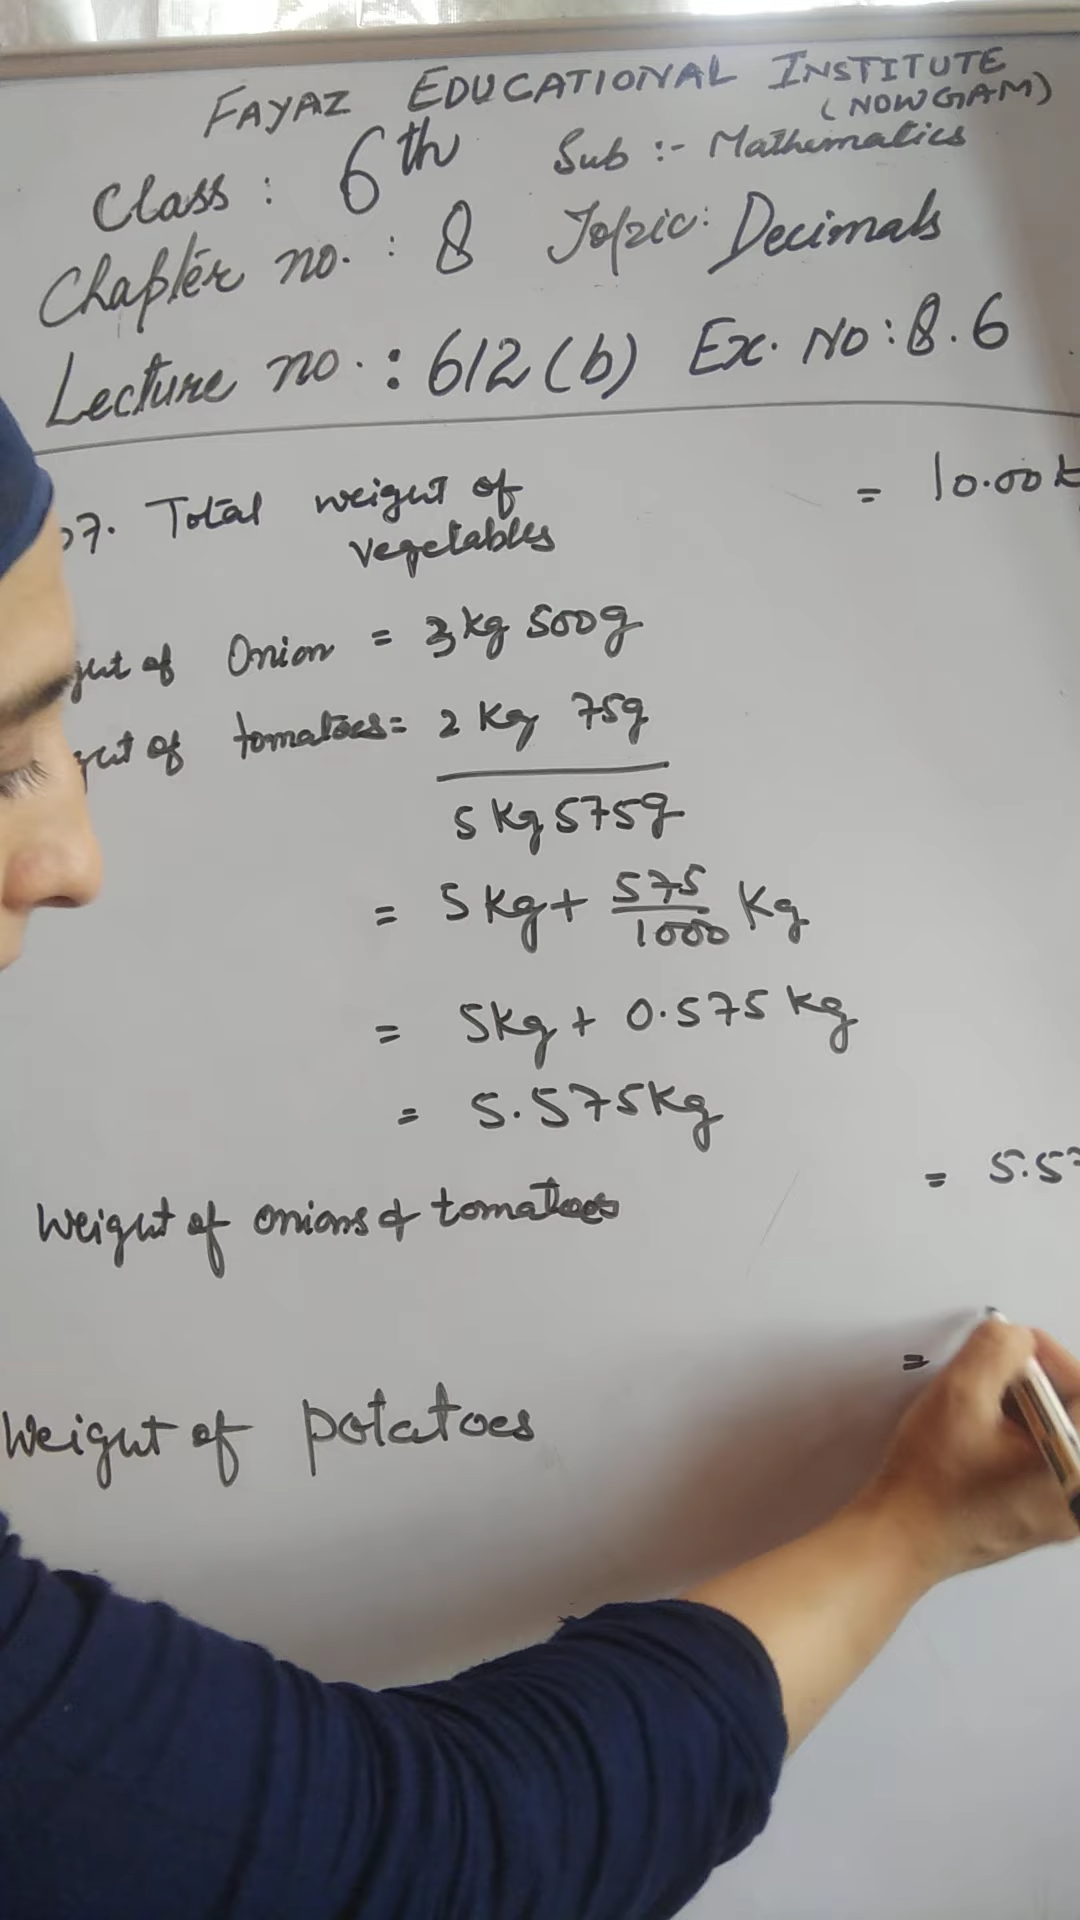 FAYAZ EDUCATIONAL INSTITUTE
(NOWGAM)
Class : 6th Sub :- Mathematics
Chapter no. : 8 Topic: Decimals
Lecture no. : 612 (b) Ex. No : 8.6
07. Total weight of = 10.00
vegetables
of Onion = 3kg 500g
of tomatoes = 2 Kg 75g
5 Kg 575g
= 5 Kg + 575/1000 Kg
= 5kg + 0.575 kg
= 5.575Kg
Weight of onions & tomatoes = 5.57
Weight of potatoes =